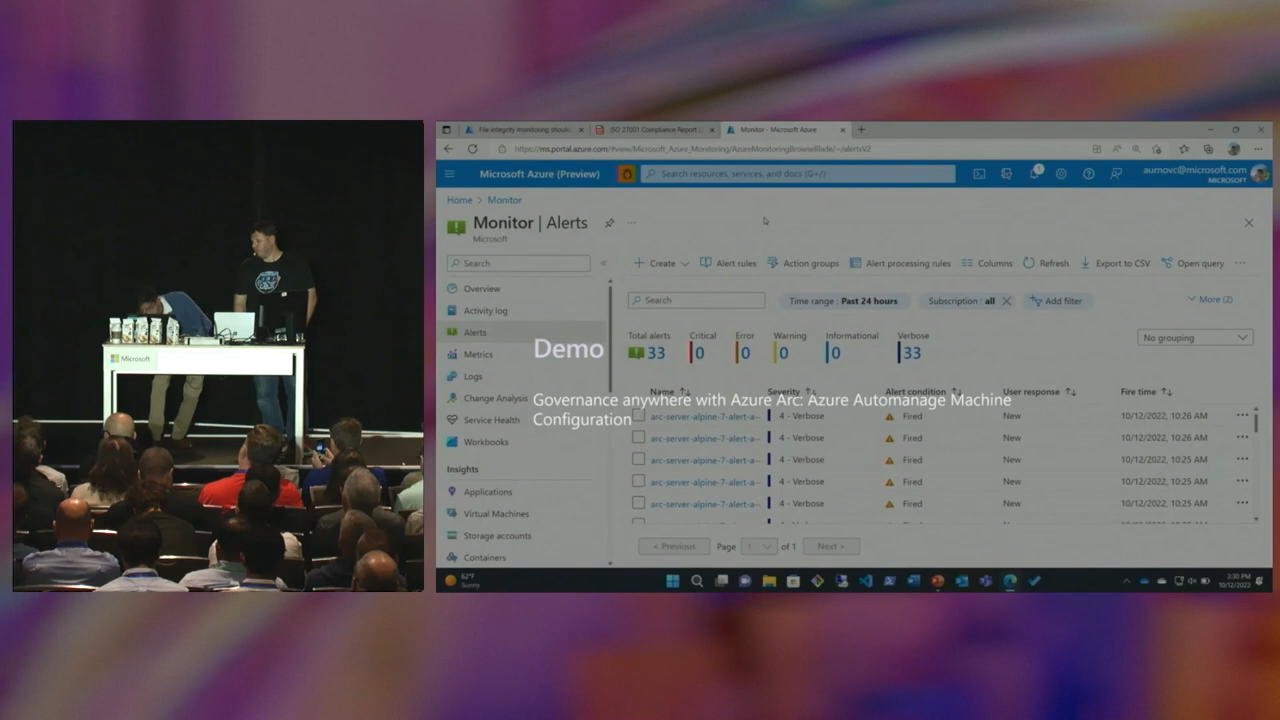 Microsoft
File integrity monitoring should
ISO 27001 Compliance Report
Monitor - Microsoft Azure
https://ms.portal.azure.com/#view/Microsoft_Azure_Monitoring/AzureMonitoringBrowseBlade/~/alertsV2
Microsoft Azure (Preview)
Search resources, services, and docs (G+/)
1
aurnovc@microsoft.com
MICROSOFT
Home > Monitor
Monitor | Alerts
Microsoft
Search
Overview
Activity log
Alerts
Metrics
Logs
Change Analysis
Service Health
Workbooks
Insights
Applications
Virtual Machines
Storage accounts
Containers
Create
Alert rules
Action groups
Alert processing rules
Columns
Refresh
Export to CSV
Open query
Search
Time range : Past 24 hours
Subscription : all
Add filter
More (2)
Total alerts
33
Critical
0
Error
0
Warning
0
Informational
0
Verbose
33
No grouping
Demo
Governance anywhere with Azure Arc: Azure Automanage Machine
Configuration
Name Severity Alert condition User response Fire time
arc-server-alpine-7-alert-a-- 4 - Verbose Fired New 10/12/2022, 10:26 AM
arc-server-alpine-7-alert-a-- 4 - Verbose Fired New 10/12/2022, 10:26 AM
arc-server-alpine-7-alert-a-- 4 - Verbose Fired New 10/12/2022, 10:25 AM
arc-server-alpine-7-alert-a-- 4 - Verbose Fired New 10/12/2022, 10:25 AM
arc-server-alpine-7-alert-a-- 4 - Verbose Fired New 10/12/2022, 10:25 AM
< Previous Page 1 of 1 Next >
62°F
Sunny
3:30 PM
10/12/2022